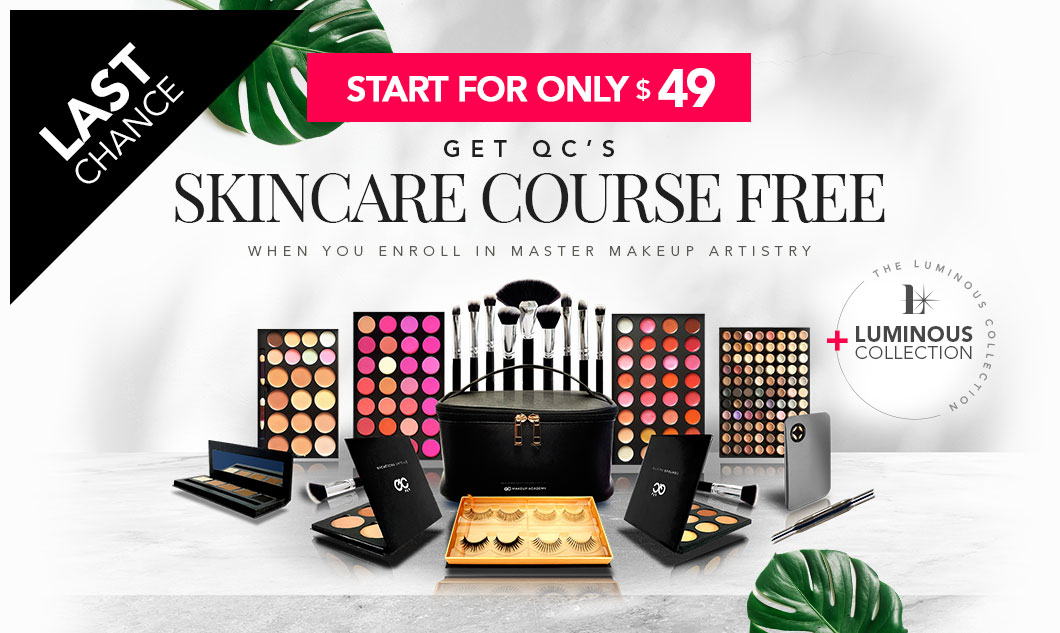 LAST
CHANCE
START FOR ONLY $ 49
GET QC'S
SKINCARE COURSE FREE
WHEN YOU ENROLL IN MASTER MAKEUP ARTISTRY
THE LUMINOUS COLLECTION
L
+ LUMINOUS
COLLECTION
QC MAKEUP ACADEMY
QC